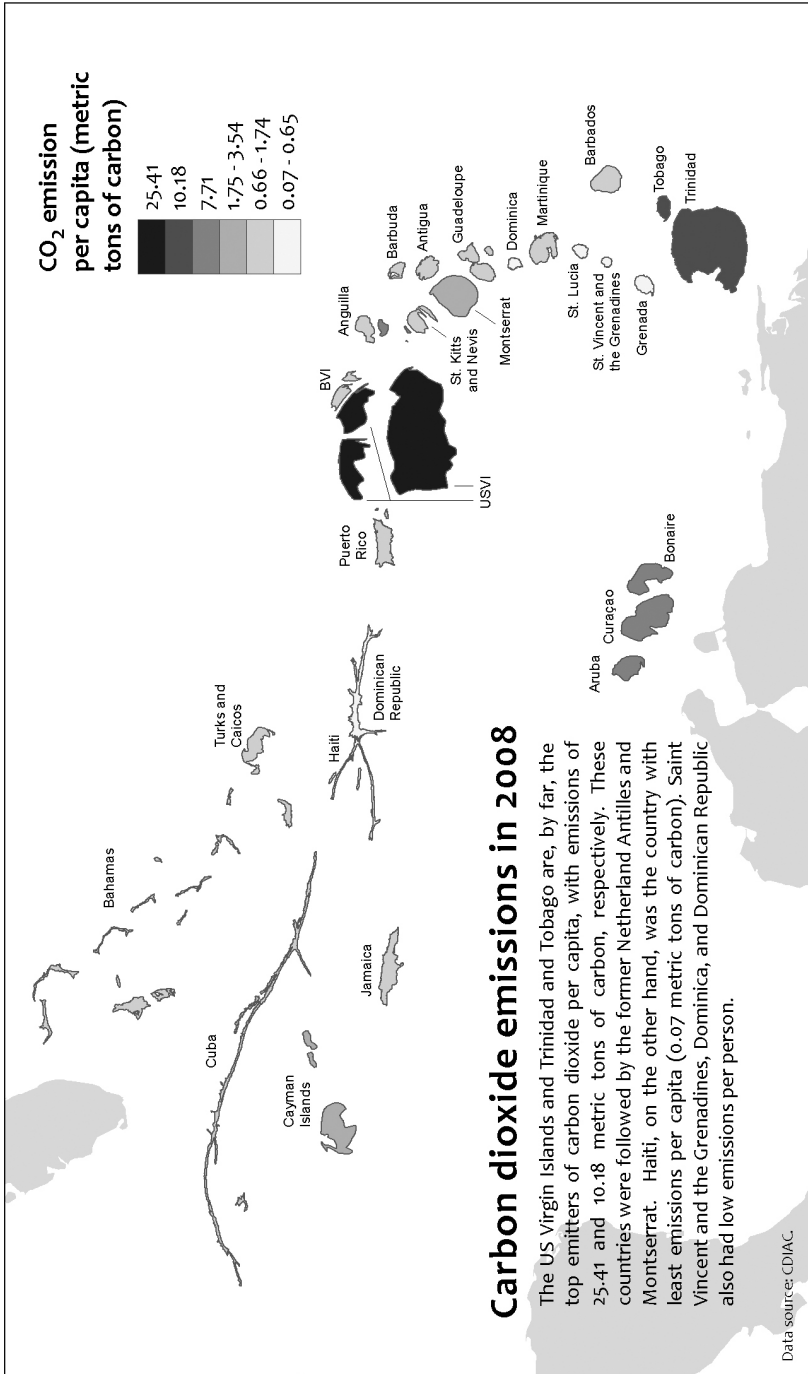 CO₂ emission
per capita (metric
tons of carbon)
25.41
10.18
7.71
1.75 - 3.54
0.66 - 1.74
0.07 - 0.65
Bahamas
Turks and
Caicos
Cuba
Cayman
Islands
Jamaica
Haiti
Dominican
Republic
Puerto
Rico
BVI
USVI
Anguilla
Barbuda
Antigua
St. Kitts
and Nevis
Montserrat
Guadeloupe
Dominica
Martinique
St. Lucia
Barbados
St. Vincent and
the Grenadines
Grenada
Tobago
Trinidad
Aruba
Curaçao
Bonaire
Carbon dioxide emissions in 2008
The US Virgin Islands and Trinidad and Tobago are, by far, the
top emitters of carbon dioxide per capita, with emissions of
25.41 and 10.18 metric tons of carbon, respectively. These
countries were followed by the former Netherland Antilles and
Montserrat. Haiti, on the other hand, was the country with
least emissions per capita (0.07 metric tons of carbon). Saint
Vincent and the Grenadines, Dominica, and Dominican Republic
also had low emissions per person.
Data source: CDIAC.